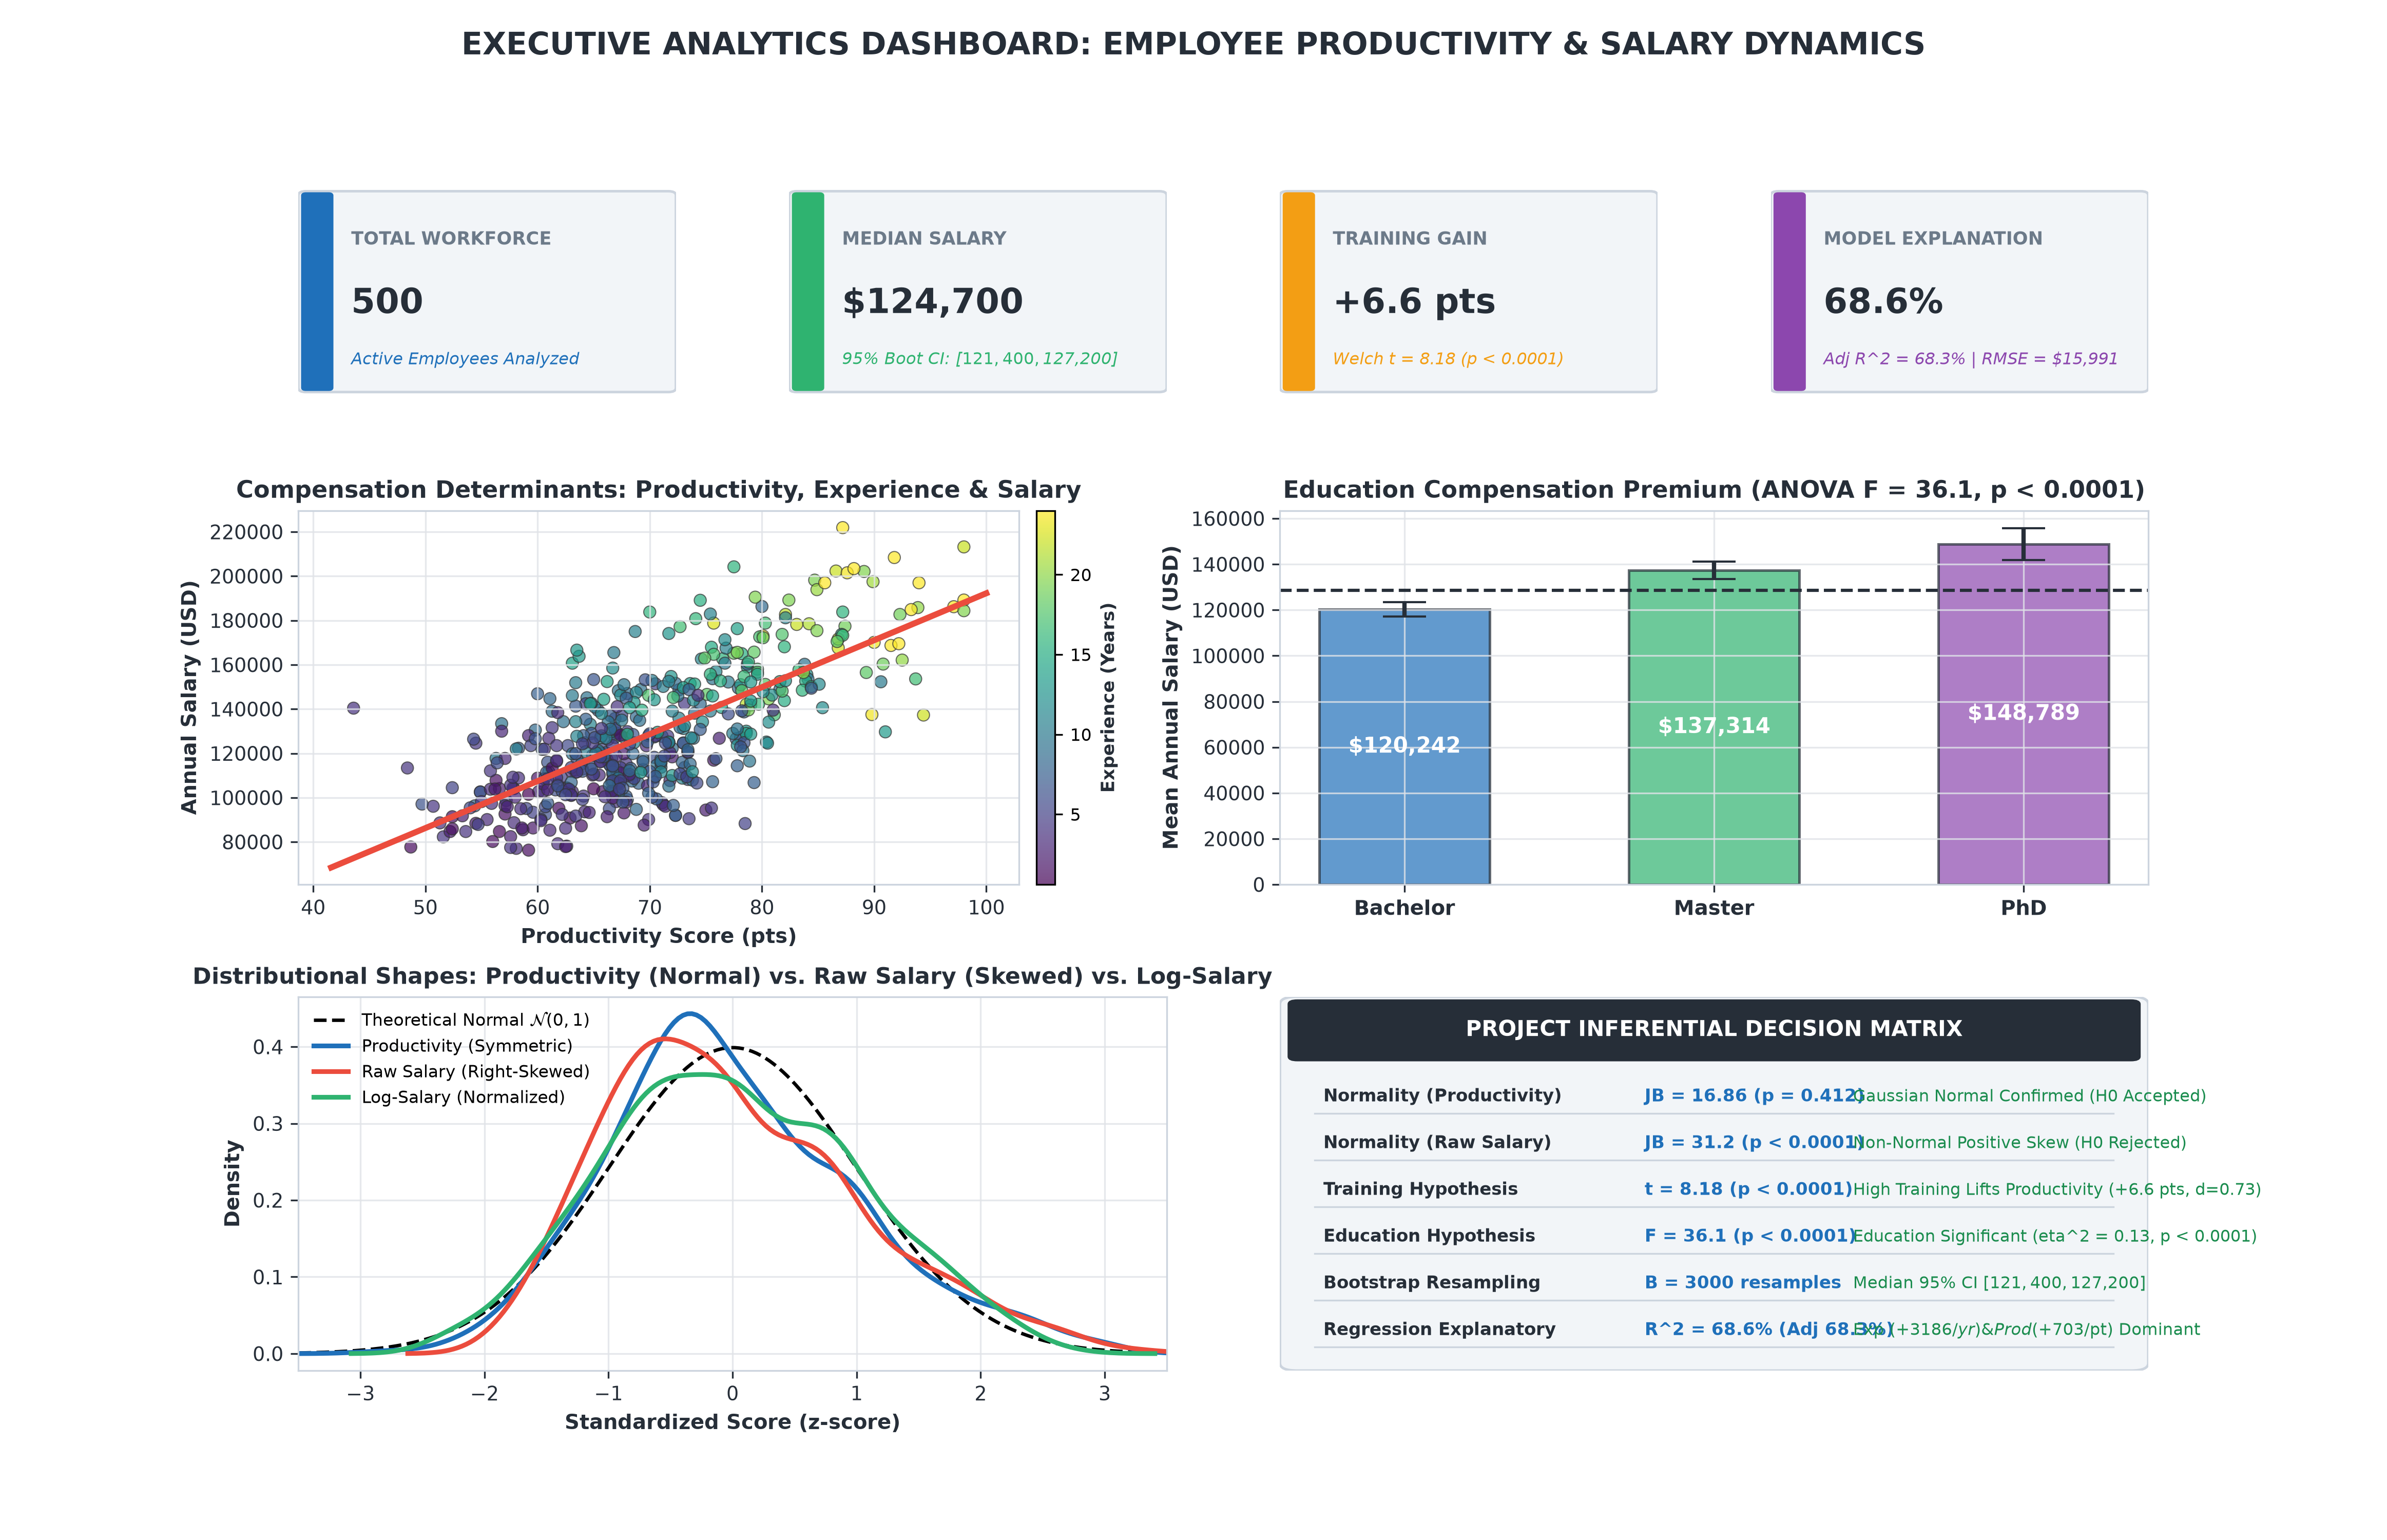 EXECUTIVE ANALYTICS DASHBOARD: EMPLOYEE PRODUCTIVITY & SALARY DYNAMICS
TOTAL WORKFORCE
500
Active Employees Analyzed
MEDIAN SALARY
$124,700
95% Boot CI: [121,400,127,200]
TRAINING GAIN
+6.6 pts
Welch t = 8.18 (p < 0.0001)
MODEL EXPLANATION
68.6%
Adj R^2 = 68.3% | RMSE = $15,991
Compensation Determinants: Productivity, Experience & Salary
Annual Salary (USD)
220000
200000
180000
160000
140000
120000
100000
80000
40 50 60 70 80 90 100
Productivity Score (pts)
20
15
10
5
Experience (Years)
Education Compensation Premium (ANOVA F = 36.1, p < 0.0001)
Mean Annual Salary (USD)
160000
140000
120000
100000
80000
60000
40000
20000
0
$120,242
$137,314
$148,789
Bachelor Master PhD
Distributional Shapes: Productivity (Normal) vs. Raw Salary (Skewed) vs. Log-Salary
Theoretical Normal 𝒩(0, 1)
Productivity (Symmetric)
Raw Salary (Right-Skewed)
Log-Salary (Normalized)
Density
0.4
0.3
0.2
0.1
0.0
−3 −2 −1 0 1 2 3
Standardized Score (z-score)
PROJECT INFERENTIAL DECISION MATRIX
Normality (Productivity) JB = 16.86 (p = 0.412) Gaussian Normal Confirmed (H0 Accepted)
Normality (Raw Salary) JB = 31.2 (p < 0.0001) Non-Normal Positive Skew (H0 Rejected)
Training Hypothesis t = 8.18 (p < 0.0001) High Training Lifts Productivity (+6.6 pts, d=0.73)
Education Hypothesis F = 36.1 (p < 0.0001) Education Significant (eta^2 = 0.13, p < 0.0001)
Bootstrap Resampling B = 3000 resamples Median 95% CI [121,400,127,200]
Regression Explanatory R^2 = 68.6% (Adj 68.3%) Exp (+3186/yr)&Prod(+703/pt) Dominant